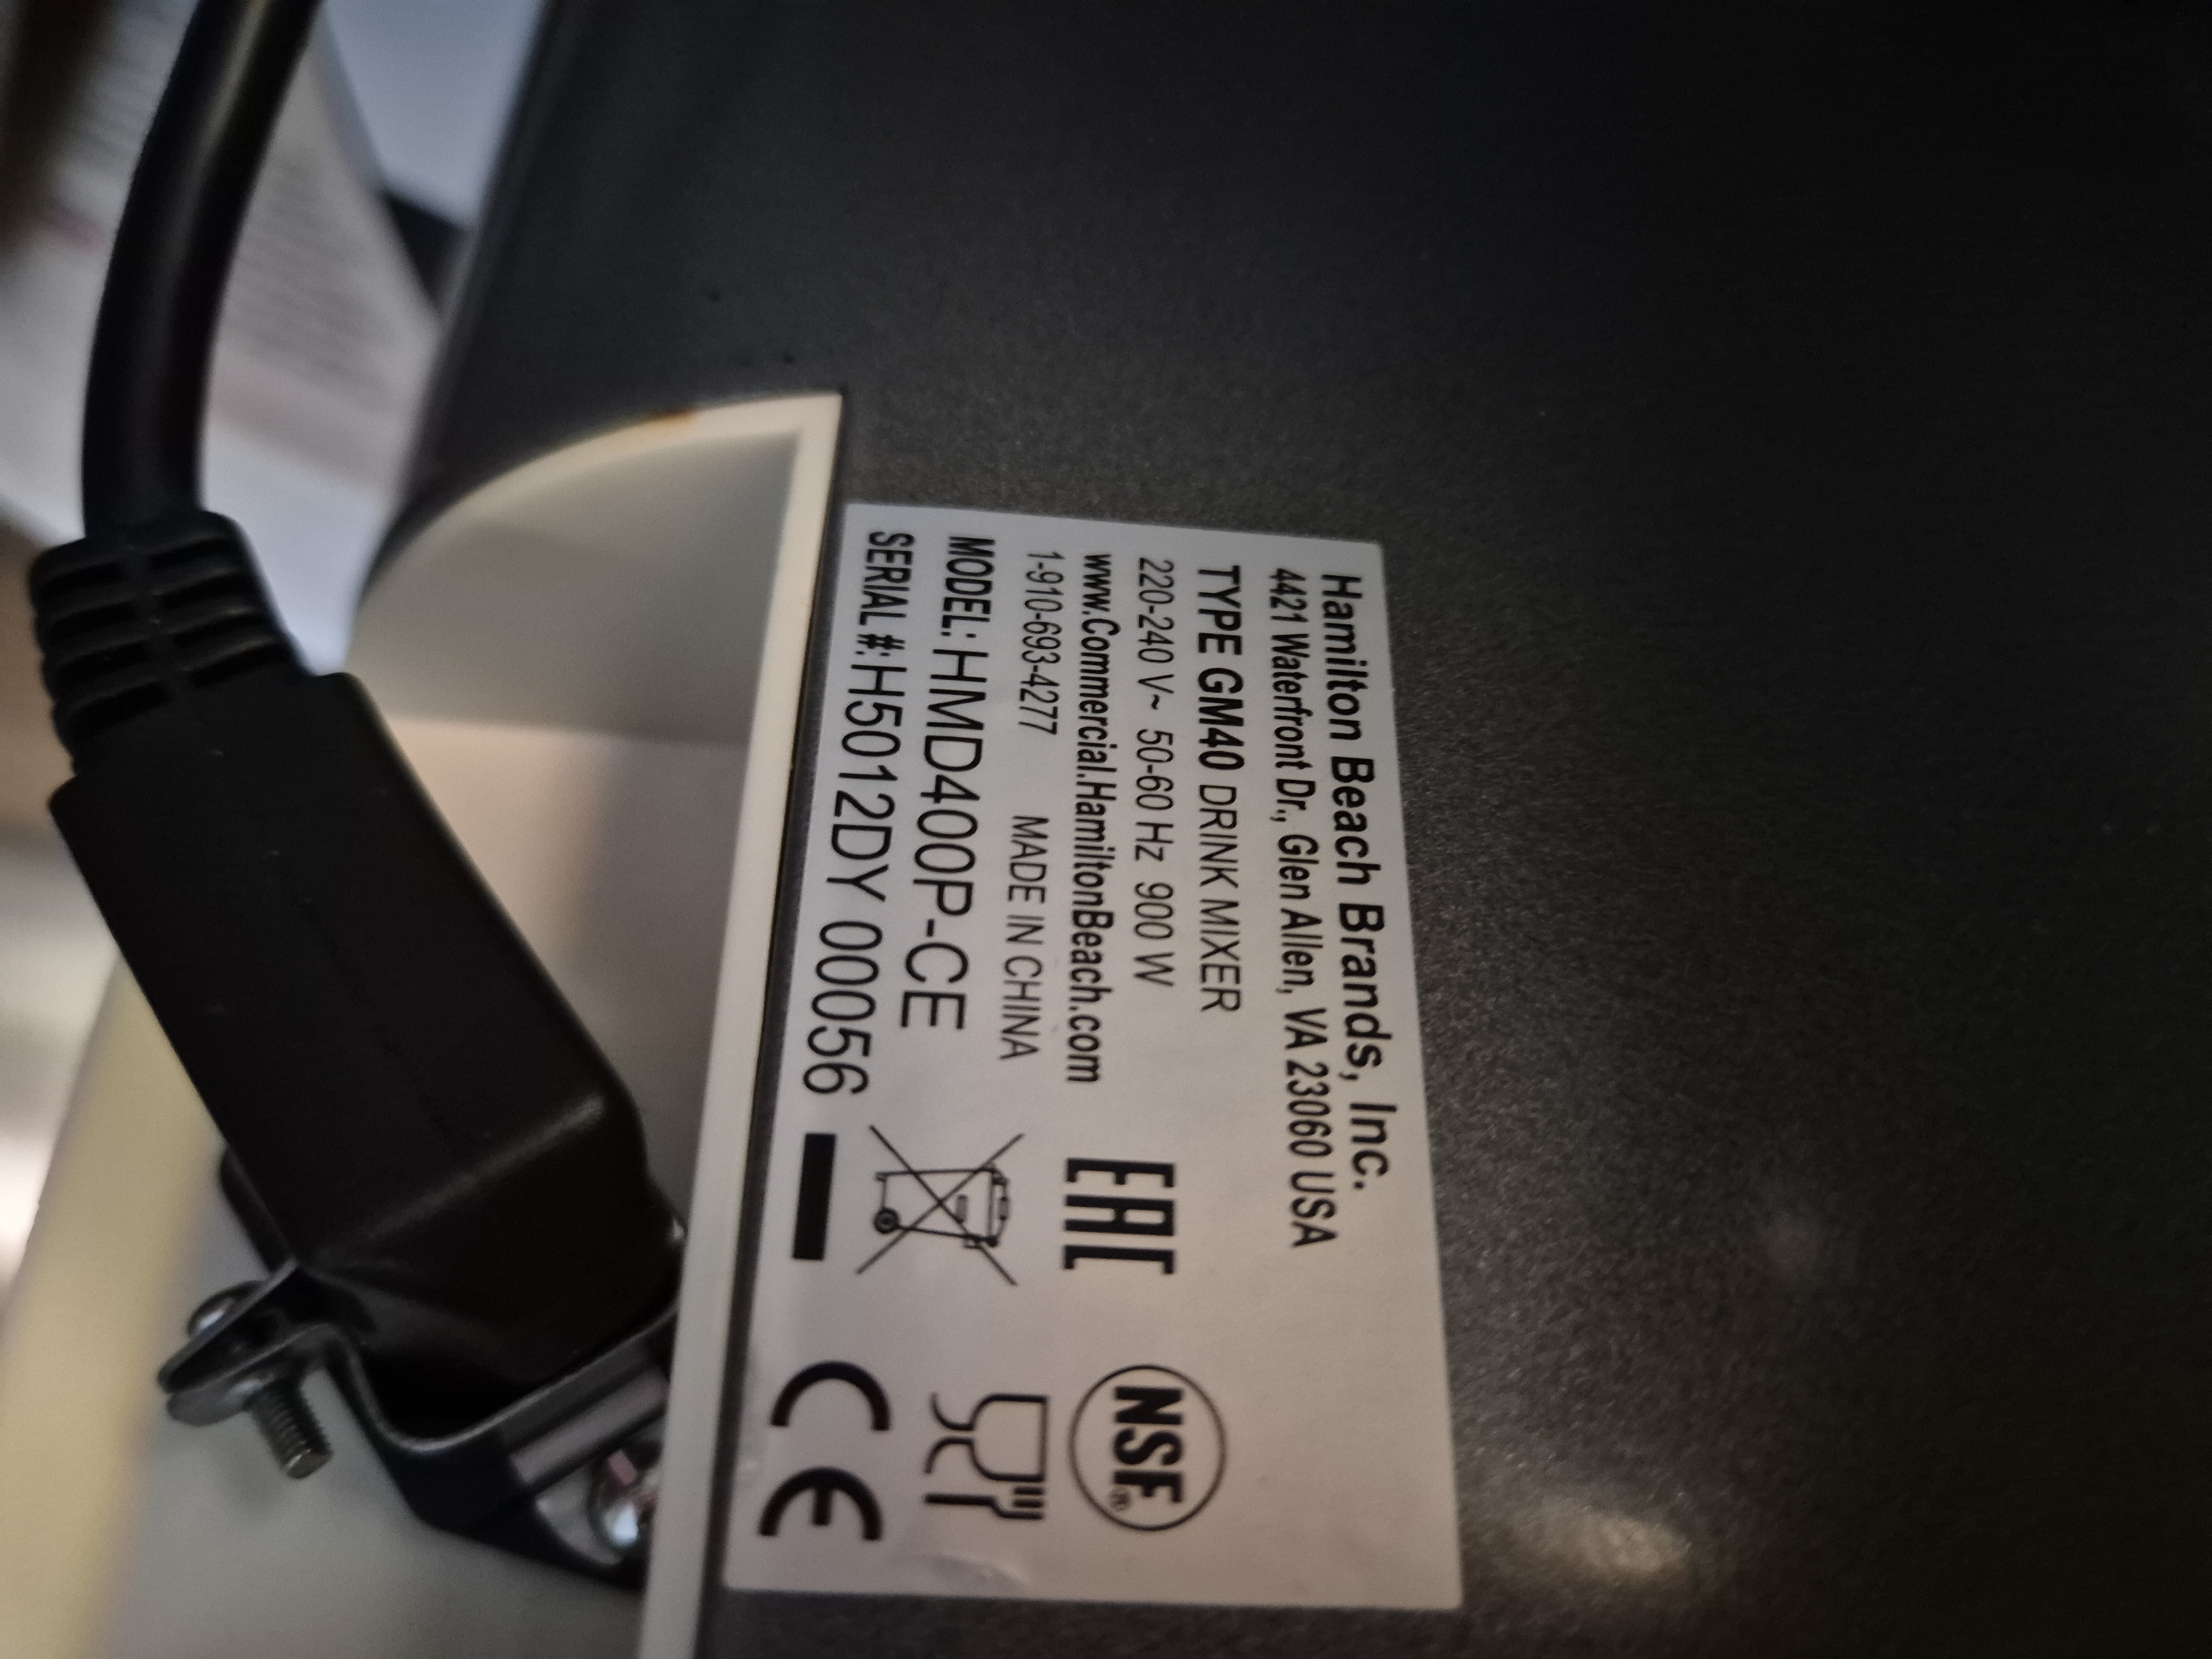 Hamilton Beach Brands, Inc.
4421 Waterfront Dr., Glen Allen, VA 23060 USA
TYPE GM40 DRINK MIXER
220-240 V~ 50-60 Hz 900 W
www.Commercial.HamiltonBeach.com
1-910-693-4277 MADE IN CHINA
MODEL: HMD400P-CE
SERIAL #:H5012DY 00056
EAC
NSF®
CE